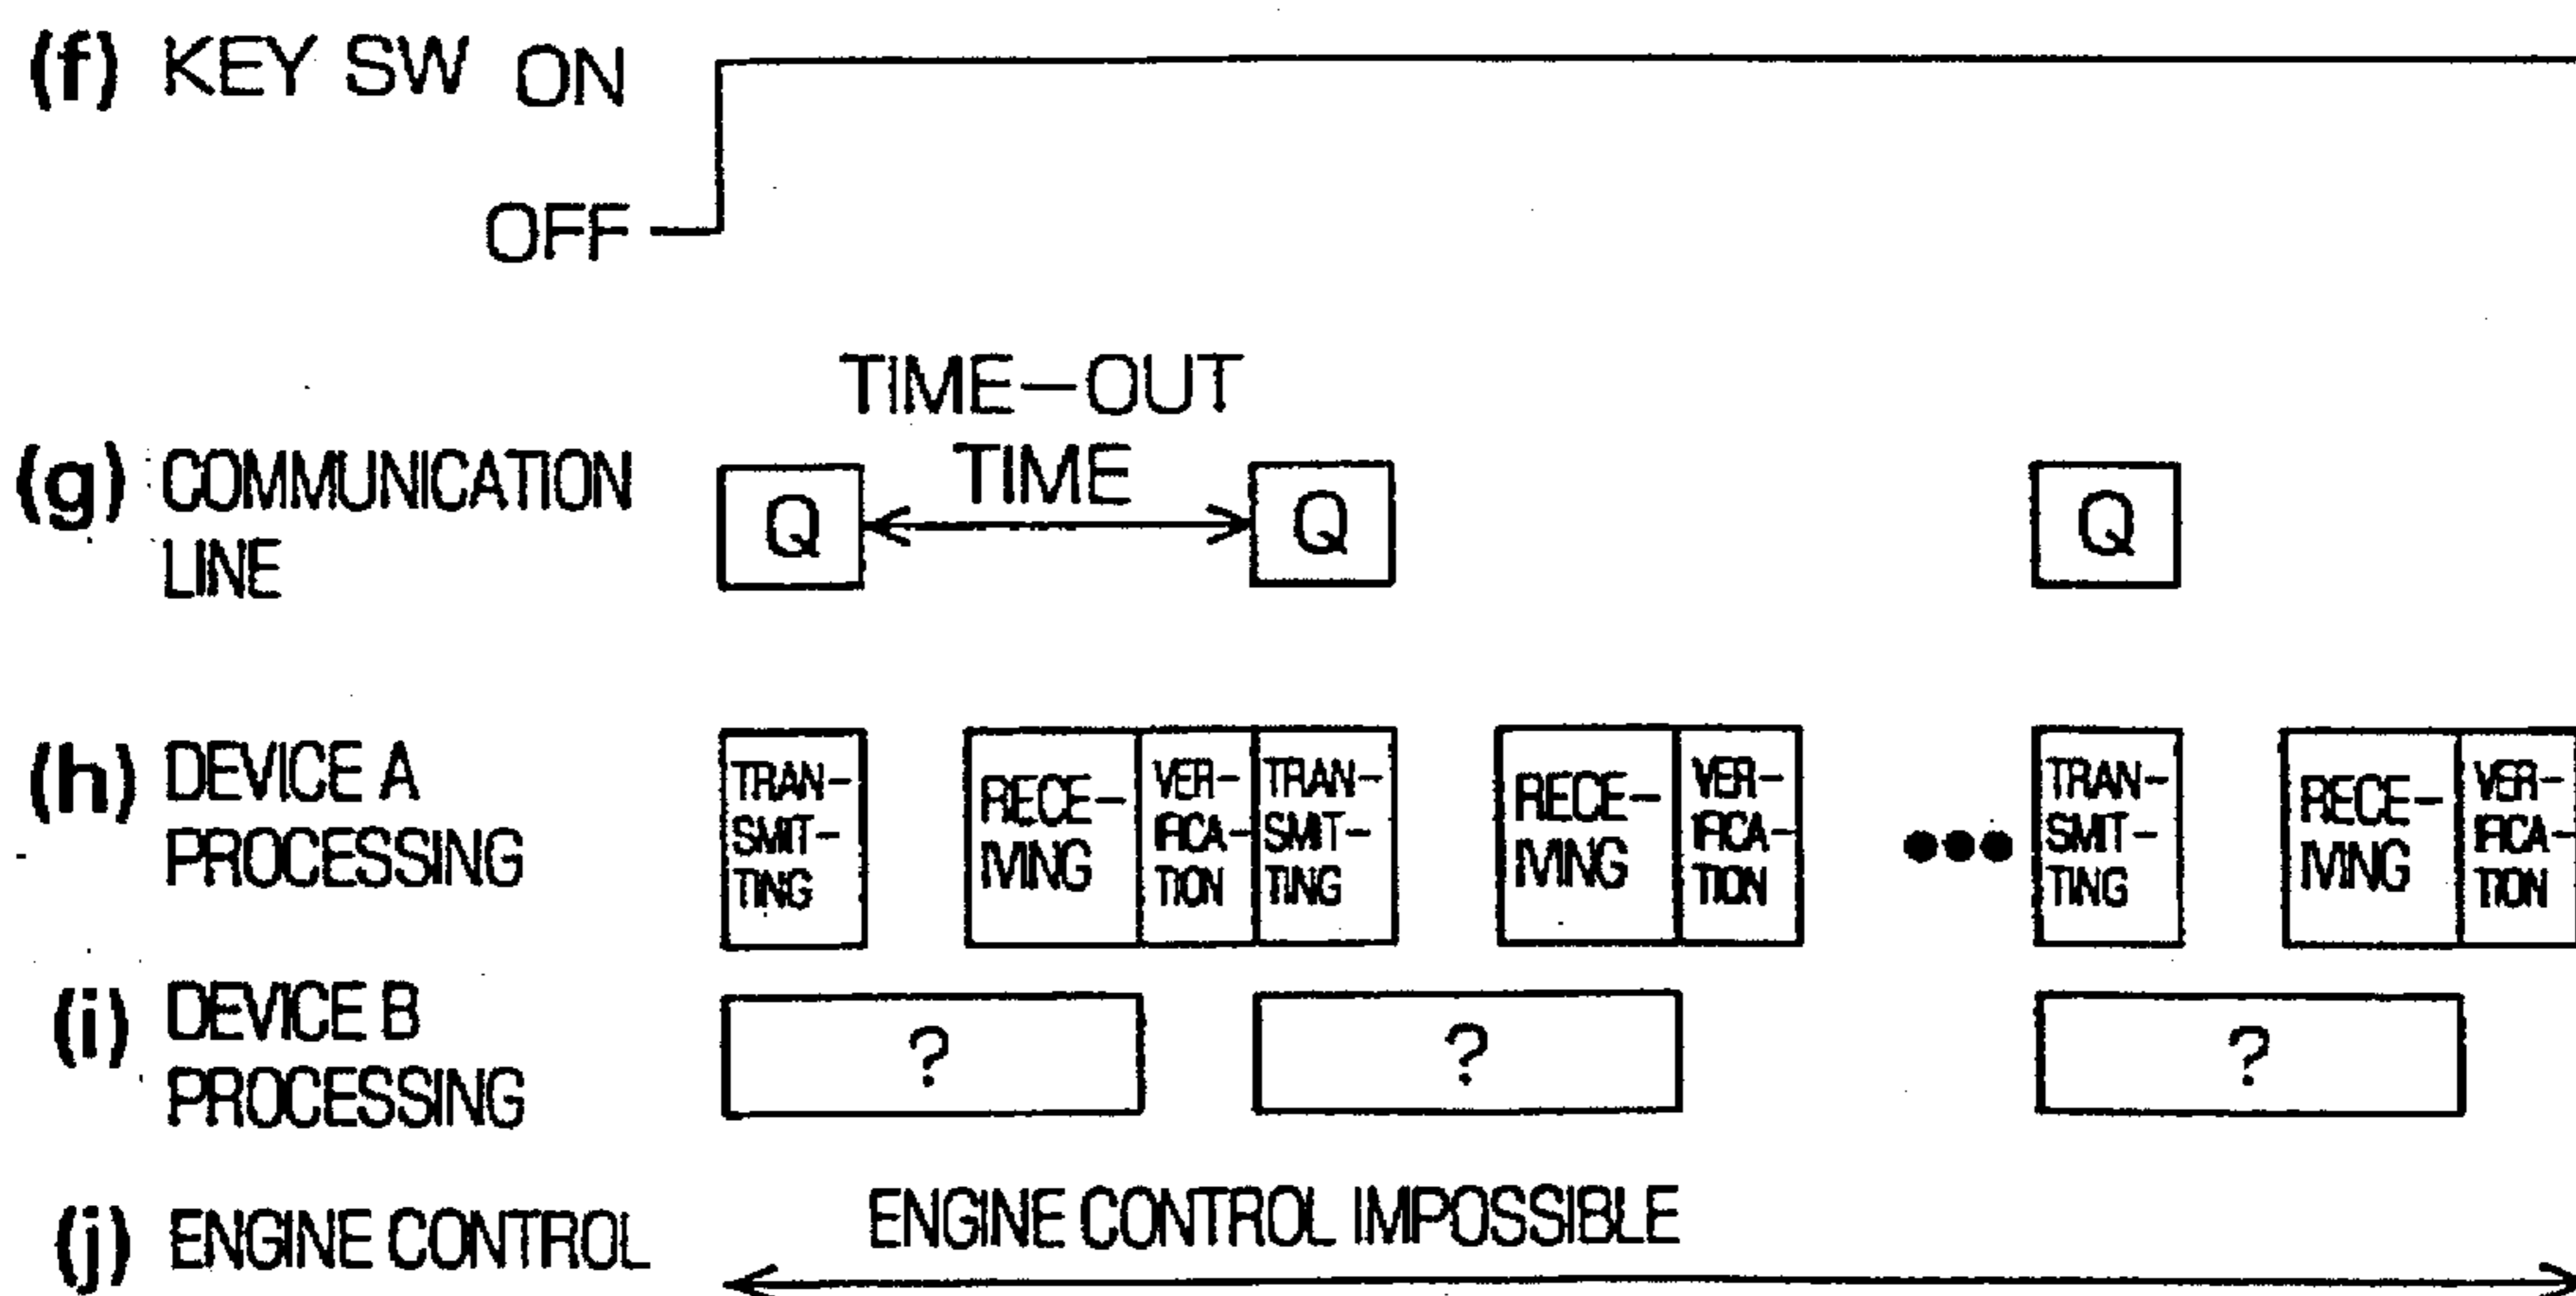 (f) KEY SW ON
OFF
TIME-OUT
TIME
(g) COMMUNICATION
LINE
Q
Q
Q
(h) DEVICE A
PROCESSING
TRAN-
SMIT-
TING
RECE-
IVING
VER-
IFICA-
TION
TRAN-
SMIT-
TING
RECE-
IVING
VER-
IFICA-
TION
•••
TRAN-
SMIT-
TING
RECE-
IVING
VER-
IFICA-
TION
(i) DEVICE B
PROCESSING
?
?
?
(j) ENGINE CONTROL
ENGINE CONTROL IMPOSSIBLE